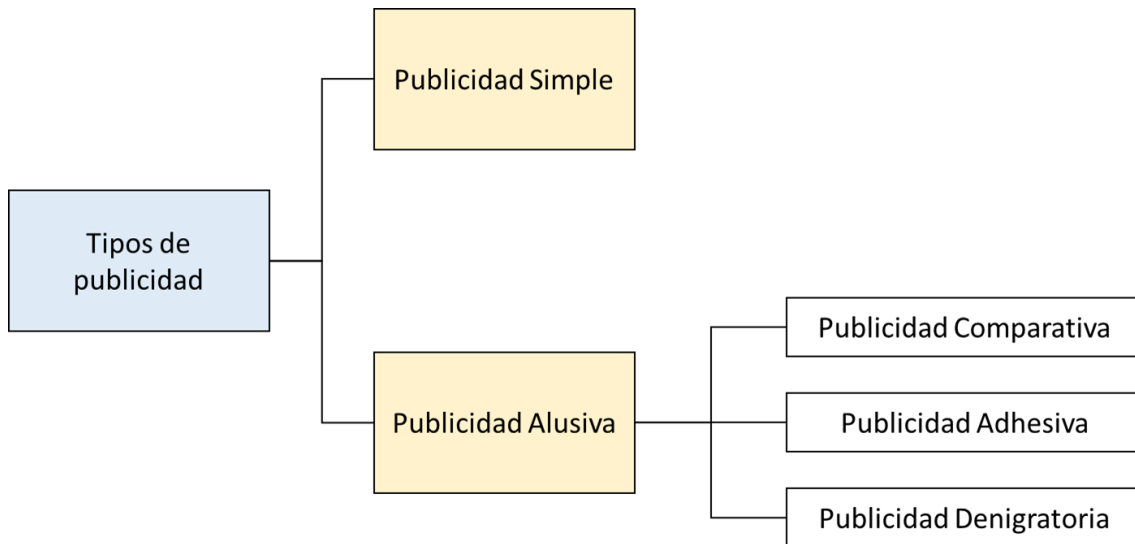 Publicidad Simple
Tipos de
publicidad
Publicidad Comparativa
Publicidad Alusiva
Publicidad Adhesiva
Publicidad Denigratoria